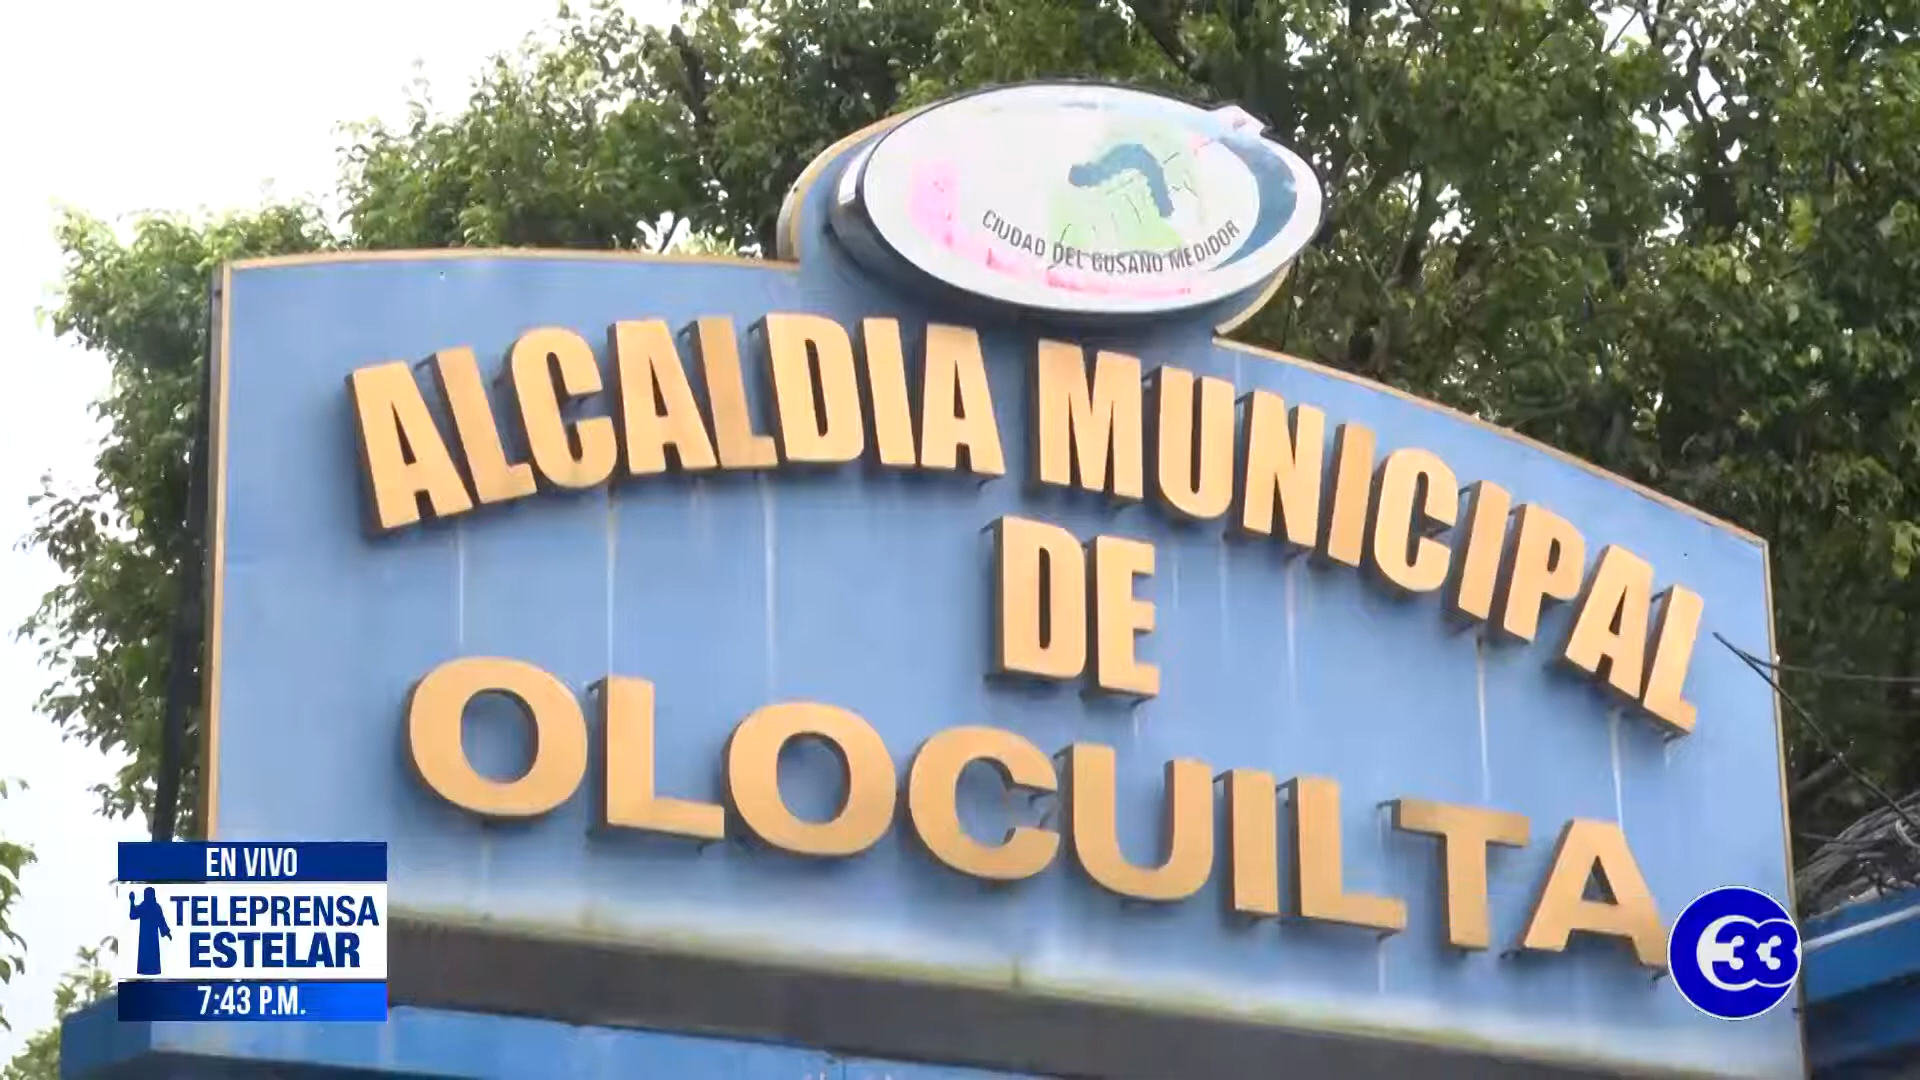 CIUDAD DEL GUSANO MEDIDOR
ALCALDIA MUNICIPAL
DE
OLOCUILTA
EN VIVO
TELEPRENSA
ESTELAR
7:43 P.M.
33